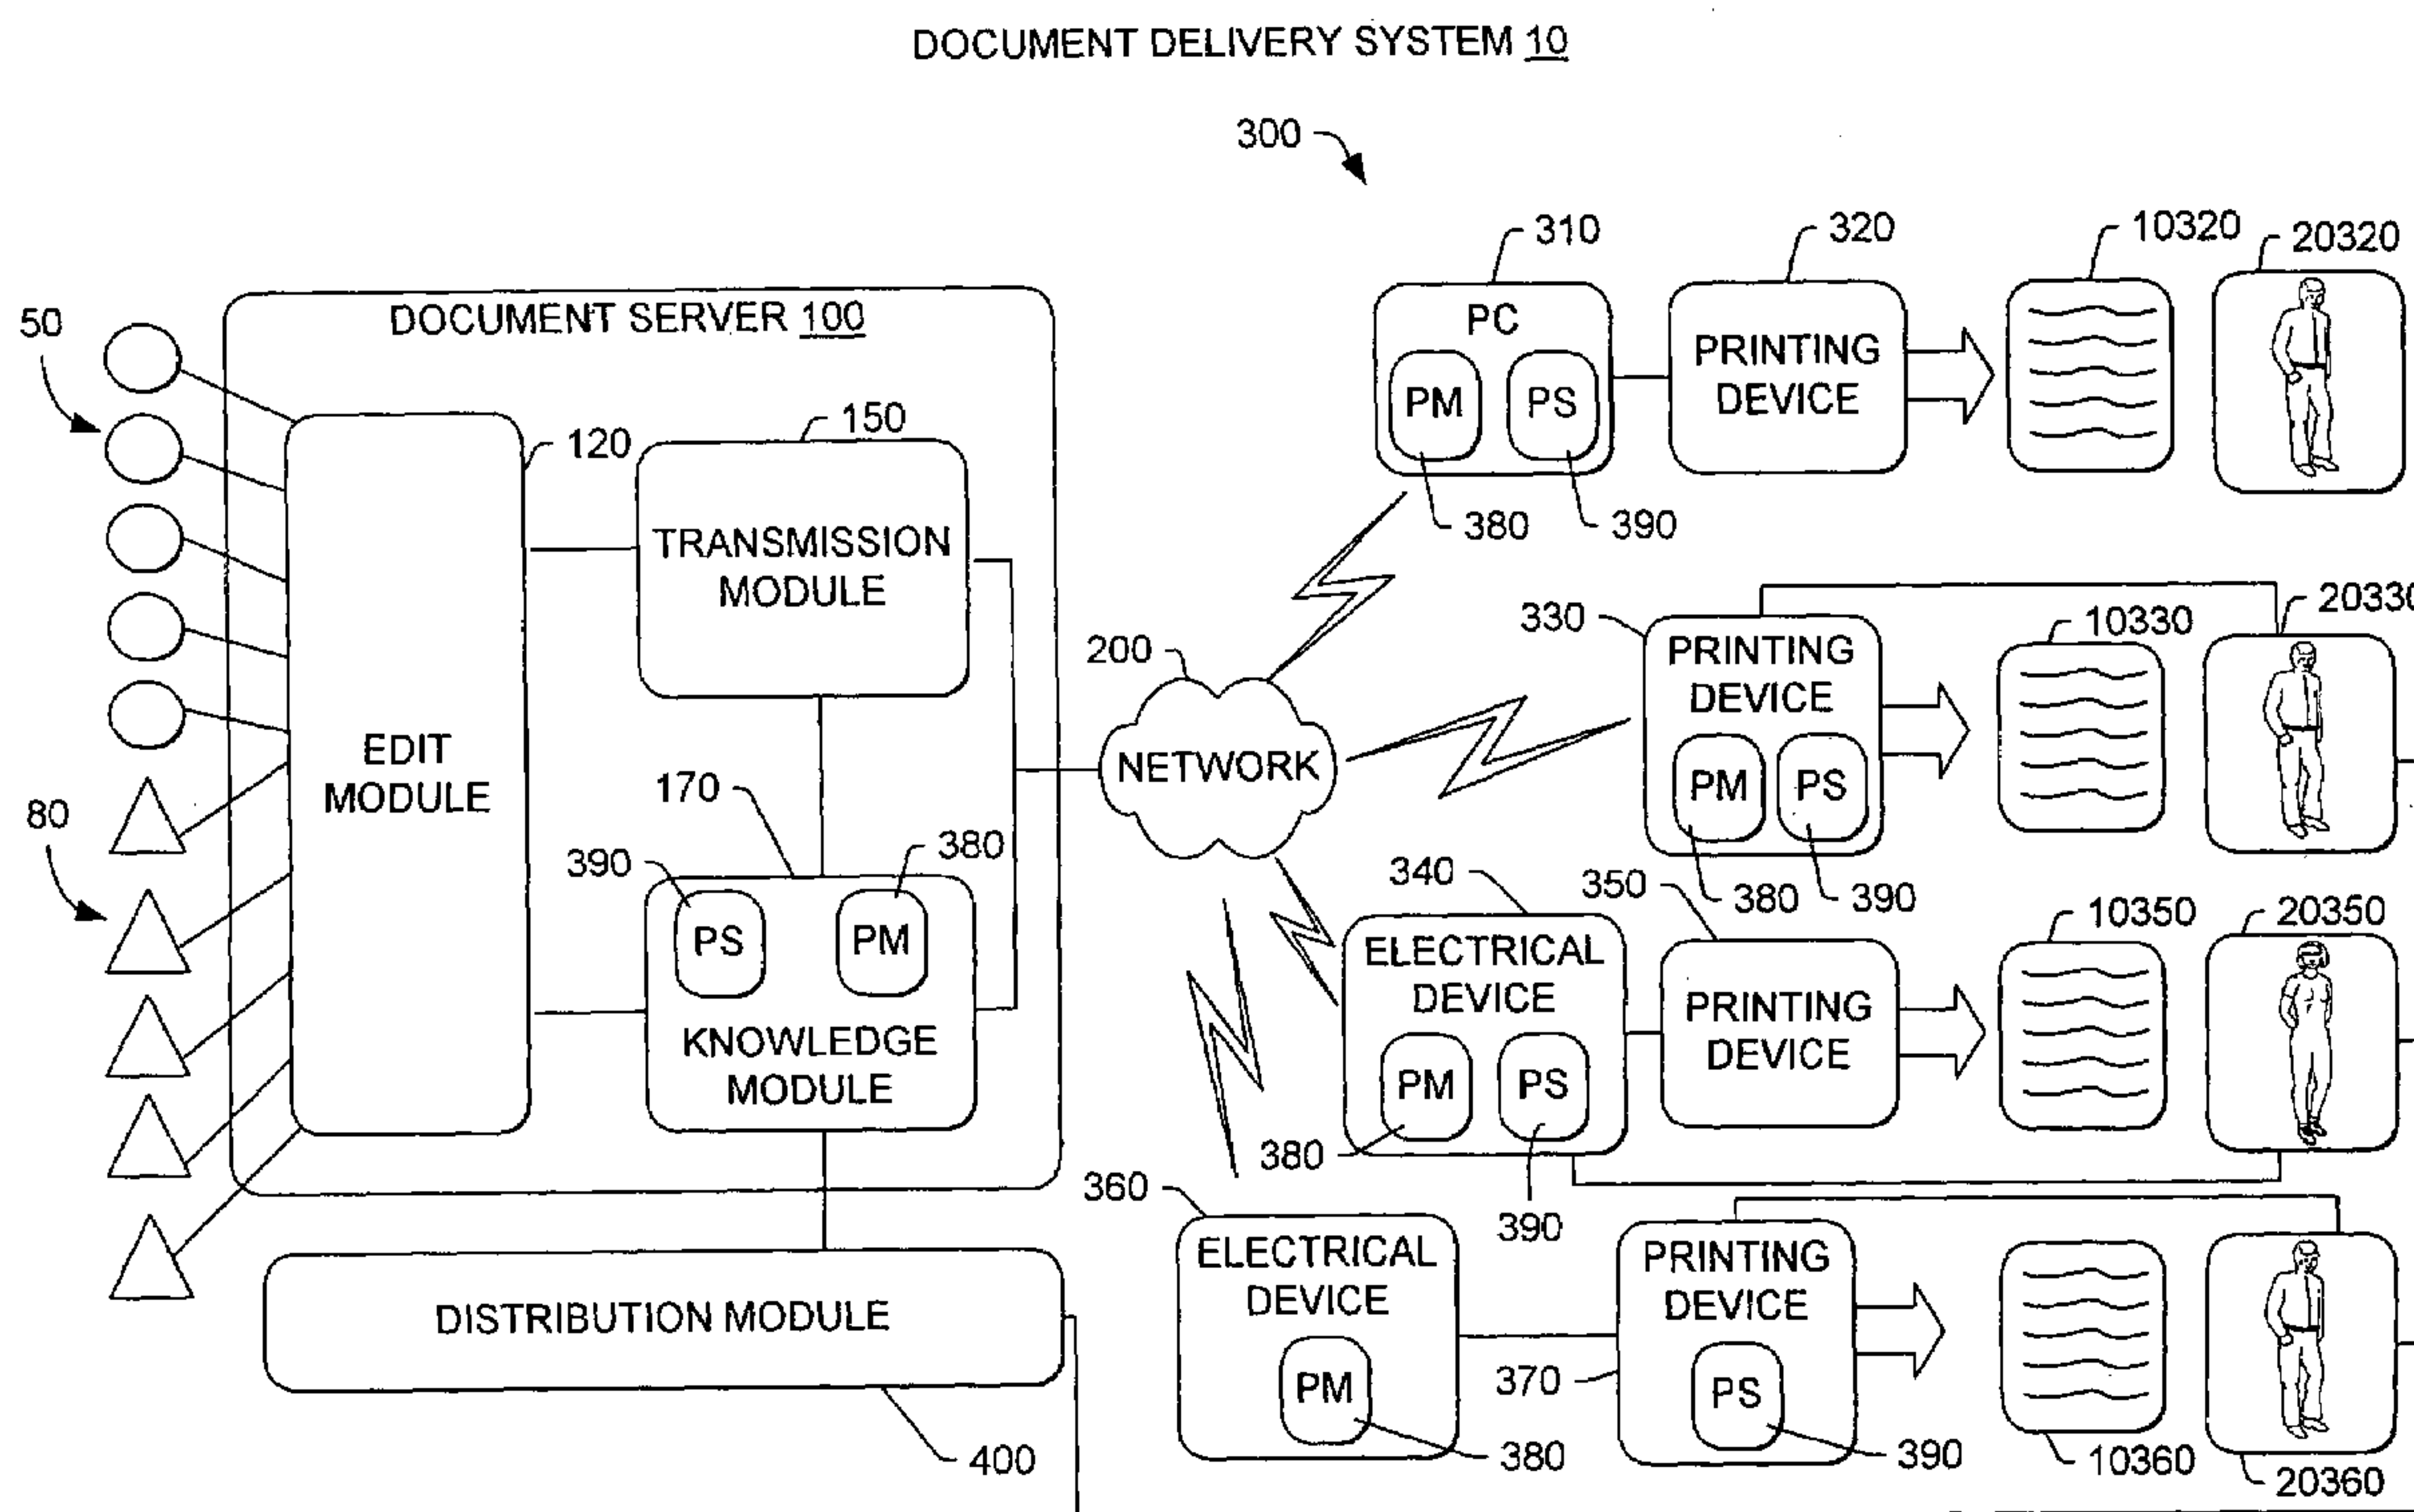 DOCUMENT DELIVERY SYSTEM 10
300
310
320
10320
20320
50
DOCUMENT SERVER 100
PC
PM
PS
PRINTING
DEVICE
380
390
120
150
TRANSMISSION
MODULE
EDIT
MODULE
80
170
390
380
PS
PM
KNOWLEDGE
MODULE
200
NETWORK
330
PRINTING
DEVICE
PM
PS
380
390
10330
20330
340
ELECTRICAL
DEVICE
PM
PS
380
390
350
PRINTING
DEVICE
10350
20350
360
ELECTRICAL
DEVICE
PM
380
PRINTING
DEVICE
370
PS
390
10360
20360
DISTRIBUTION MODULE
400